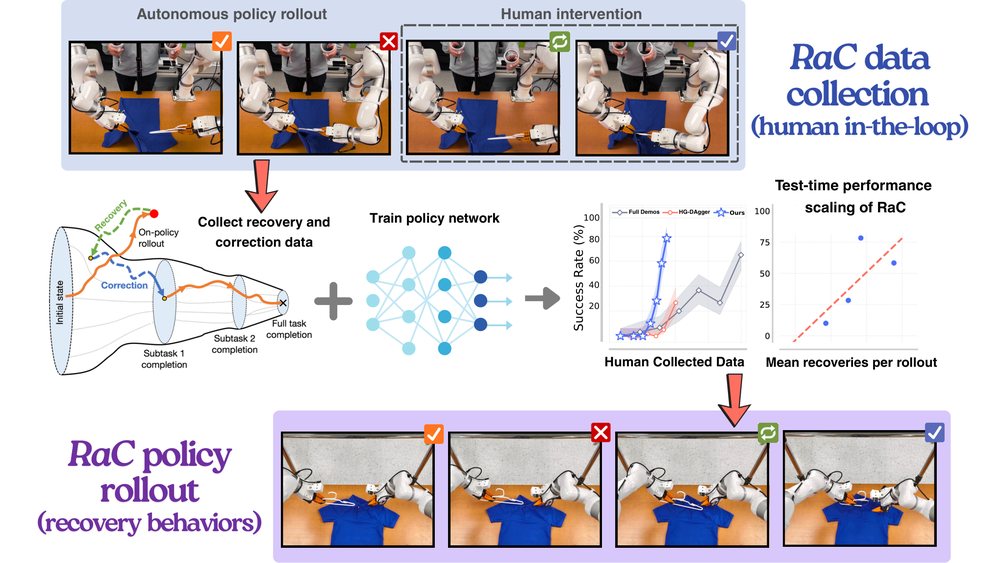 Autonomous policy rollout
Human intervention
RaC data
collection
(human in-the-loop)
Recovery
On-policy
rollout
Correction
Initial state
Subtask 1
completion
Subtask 2
completion
Full task
completion
Collect recovery and
correction data
Train policy network
Full Demos
HG-DAgger
Ours
Success Rate (%)
100
80
60
40
20
Human Collected Data
Test-time performance
scaling of RaC
100
75
50
25
0
Mean recoveries per rollout
RaC policy
rollout
(recovery behaviors)